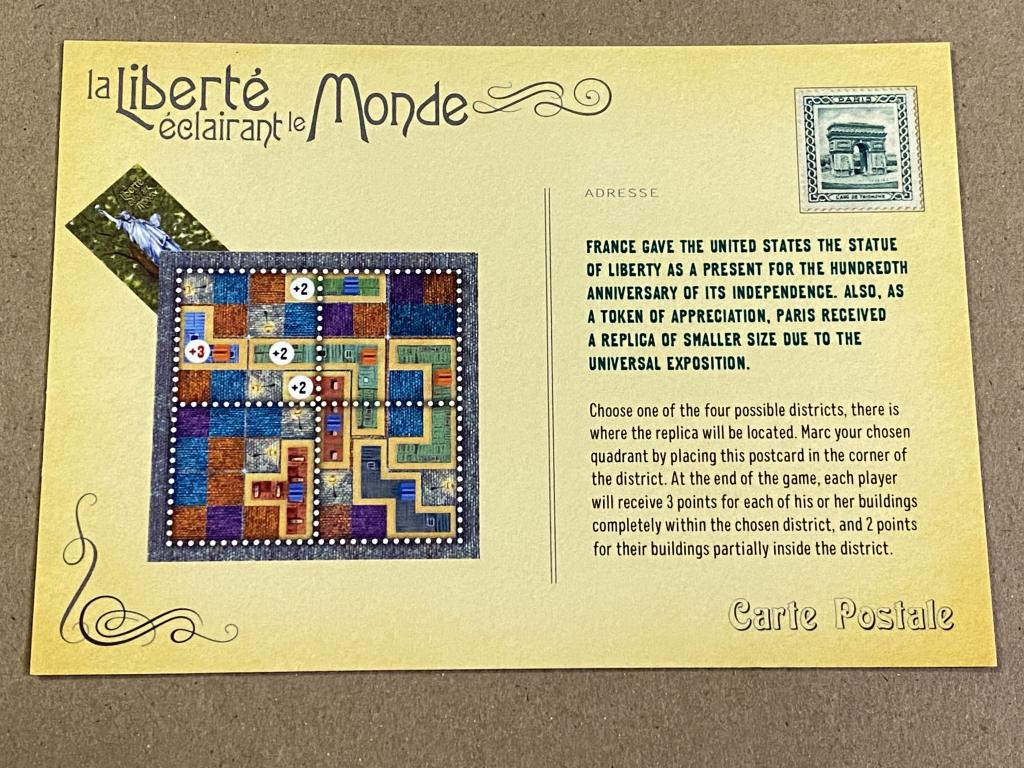 la Liberté
éclairant le Monde
PARIS
L'ARC DE TRIOMPHE
ADRESSE
FRANCE GAVE THE UNITED STATES THE STATUE
OF LIBERTY AS A PRESENT FOR THE HUNDREDTH
ANNIVERSARY OF ITS INDEPENDENCE. ALSO, AS
A TOKEN OF APPRECIATION, PARIS RECEIVED
A REPLICA OF SMALLER SIZE DUE TO THE
UNIVERSAL EXPOSITION.
+2
+3
+2
+2
Choose one of the four possible districts, there is
where the replica will be located. Marc your chosen
quadrant by placing this postcard in the corner of
the district. At the end of the game, each player
will receive 3 points for each of his or her buildings
completely within the chosen district, and 2 points
for their buildings partially inside the district.
Carte Postale